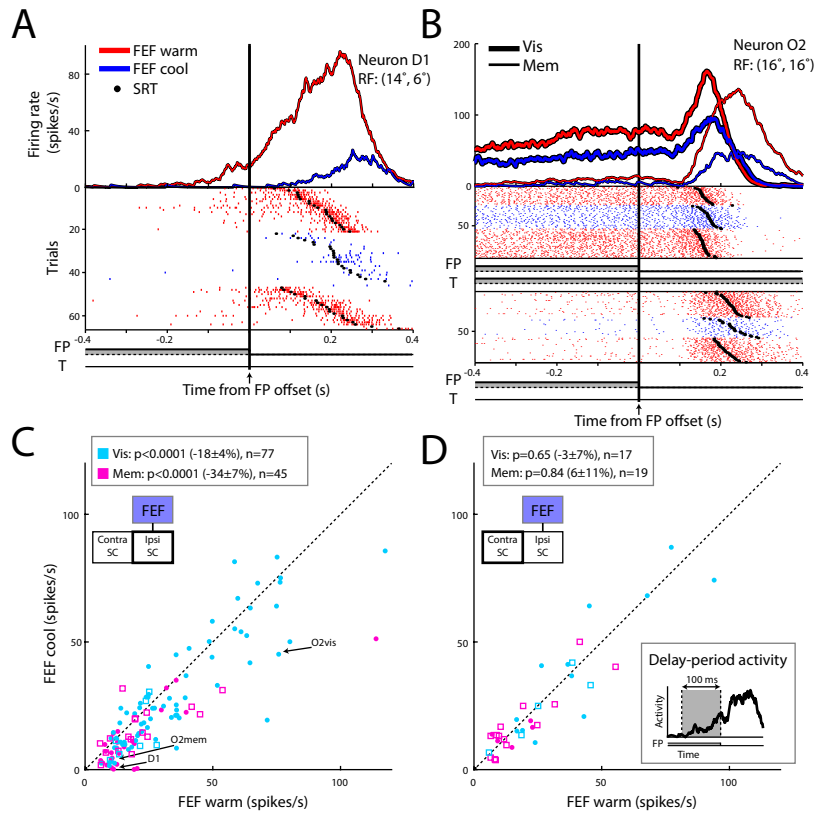 A
FEF warm
FEF cool
SRT
Neuron D1
RF: (14˚, 6˚)
Firing rate
(spikes/s)
80
40
0
Trials
20
40
60
-0.4
-0.2
0
0.2
0.4
FP
T
Time from FP offset (s)
B
Vis
Mem
Neuron O2
RF: (16˚, 16˚)
200
100
0
50
FP
T
50
-0.4
-0.2
0
0.2
0.4
FP
T
Time from FP offset (s)
C
Vis: p<0.0001 (-18±4%), n=77
Mem: p<0.0001 (-34±7%), n=45
FEF
Contra
SC
Ipsi
SC
FEF cool (spikes/s)
100
50
0
O2vis
O2mem
D1
0
50
100
FEF warm (spikes/s)
D
Vis: p=0.65 (-3±7%), n=17
Mem: p=0.84 (6±11%), n=19
FEF
Contra
SC
Ipsi
SC
100
50
0
Delay-period activity
100 ms
Activity
FP
Time
0
50
100
FEF warm (spikes/s)